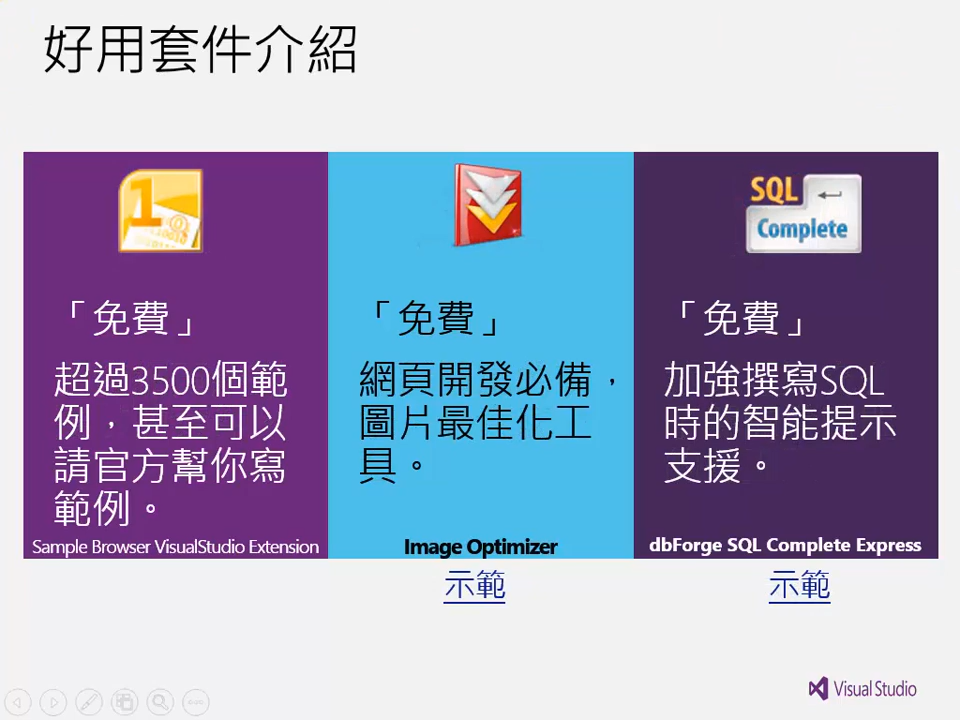 好用套件介紹
1
「免費」
超過3500個範
例，甚至可以
請官方幫你寫
範例。
Sample Browser VisualStudio Extension
「免費」
網頁開發必備，
圖片最佳化工
具。
Image Optimizer
示範
SQL
Complete
「免費」
加強撰寫SQL
時的智能提示
支援。
dbForge SQL Complete Express
示範
Visual Studio